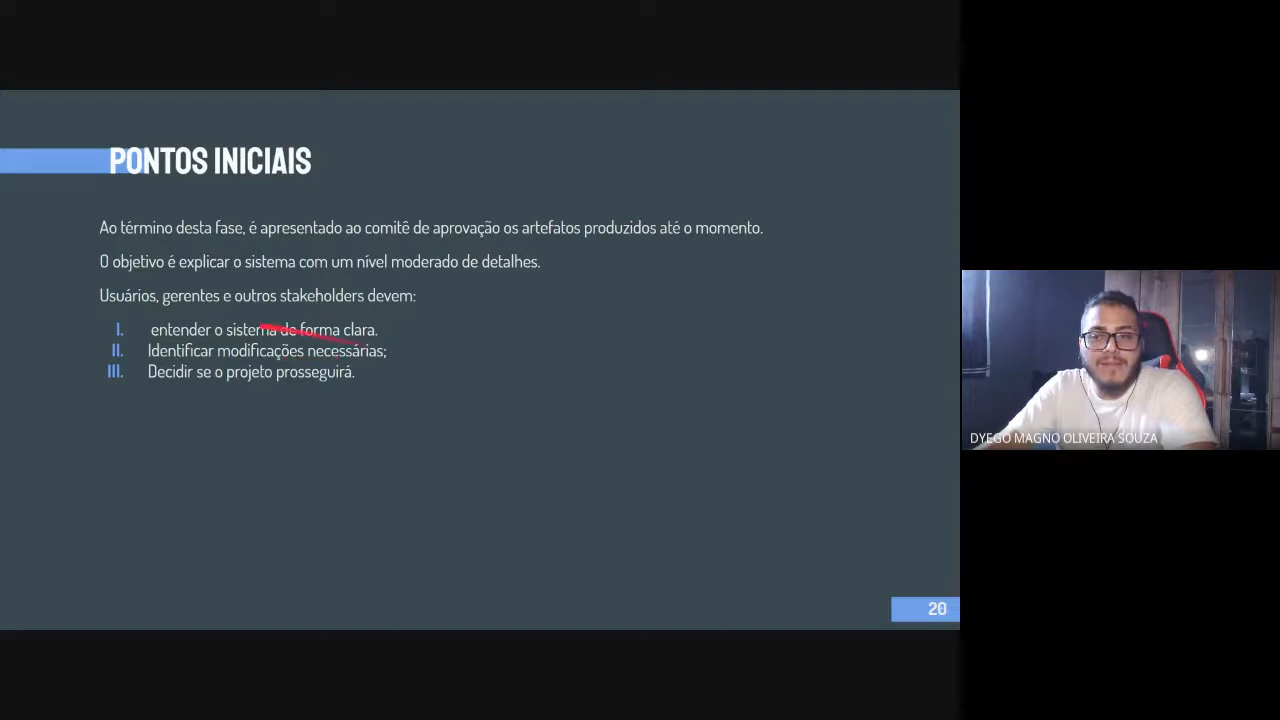 PONTOS INICIAIS
Ao término desta fase, é apresentado ao comitê de aprovação os artefatos produzidos até o momento.
O objetivo é explicar o sistema com um nível moderado de detalhes.
Usuários, gerentes e outros stakeholders devem:
I. entender o sistema de forma clara.
II. Identificar modificações necessárias;
III. Decidir se o projeto prosseguirá.
20
DYEGO MAGNO OLIVEIRA SOUZA